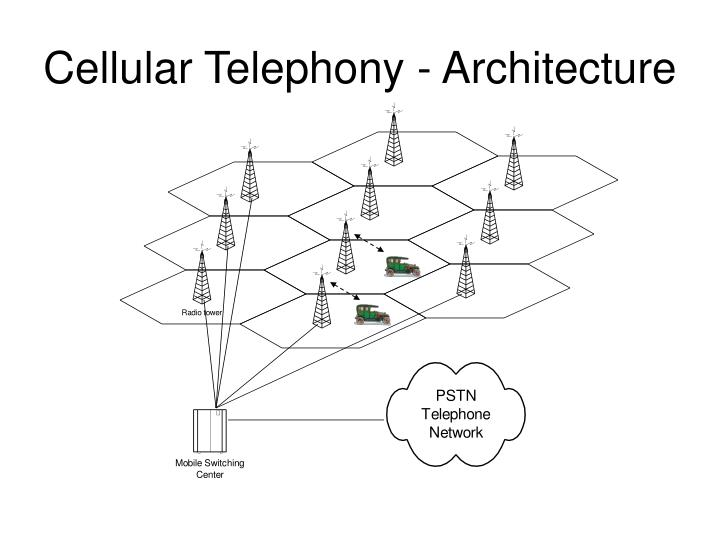 Cellular Telephony - Architecture
Radio tower
PSTN
Telephone
Network
Mobile Switching
Center